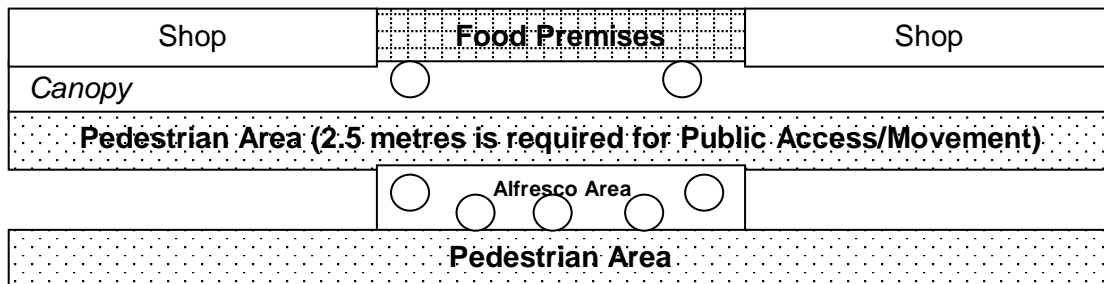 Shop
Food Premises
Shop
Canopy
Pedestrian Area (2.5 metres is required for Public Access/Movement)
Alfresco Area
Pedestrian Area